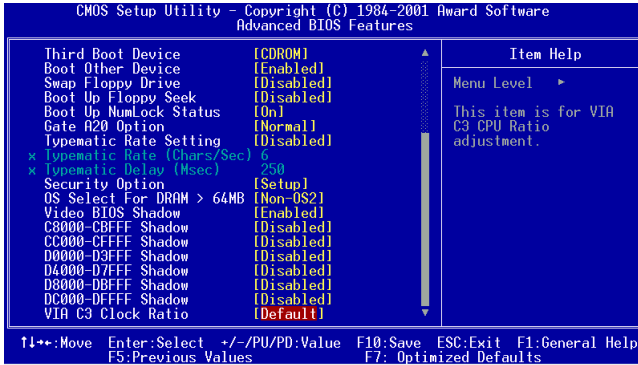 CMOS Setup Utility - Copyright (C) 1984-2001 Award Software
Advanced BIOS Features
Third Boot Device [CDROM]
Boot Other Device [Enabled]
Swap Floppy Drive [Disabled]
Boot Up Floppy Seek [Disabled]
Boot Up NumLock Status [On]
Gate A20 Option [Normal]
Typematic Rate Setting [Disabled]
x Typematic Rate (Chars/Sec) 6
x Typematic Delay (Msec) 250
Security Option [Setup]
OS Select For DRAM > 64MB [Non-OS2]
Video BIOS Shadow [Enabled]
C8000-CBFFF Shadow [Disabled]
CC000-CFFFF Shadow [Disabled]
D0000-D3FFF Shadow [Disabled]
D4000-D7FFF Shadow [Disabled]
D8000-DBFFF Shadow [Disabled]
DC000-DFFFF Shadow [Disabled]
VIA C3 Clock Ratio [Default]
Item Help
Menu Level ►
This item is for VIA
C3 CPU Ratio
adjustment.
↑↓→←:Move Enter:Select +/-/PU/PD:Value F10:Save ESC:Exit F1:General Help
F5:Previous Values F7: Optimized Defaults